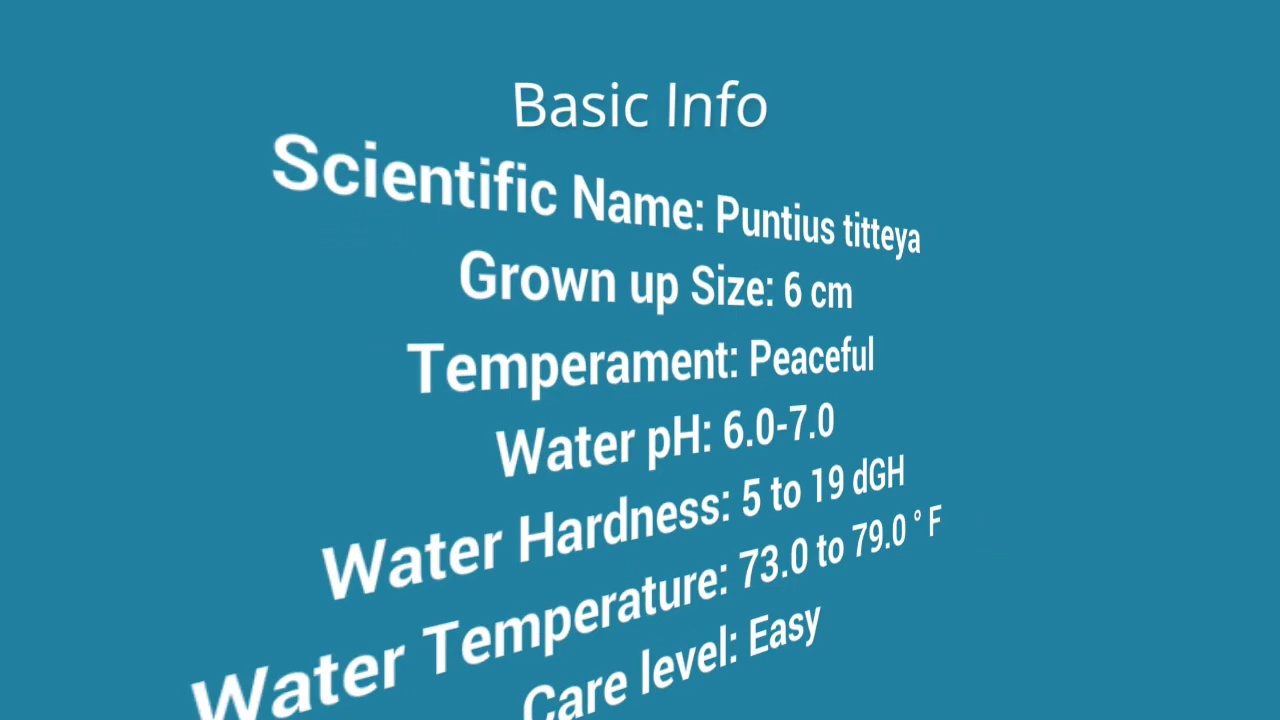 Basic Info
Scientific Name: Puntius titteya
Grown up Size: 6 cm
Temperament: Peaceful
Water pH: 6.0-7.0
Water Hardness: 5 to 19 dGH
Water Temperature: 73.0 to 79.0 ° F
Care level: Easy